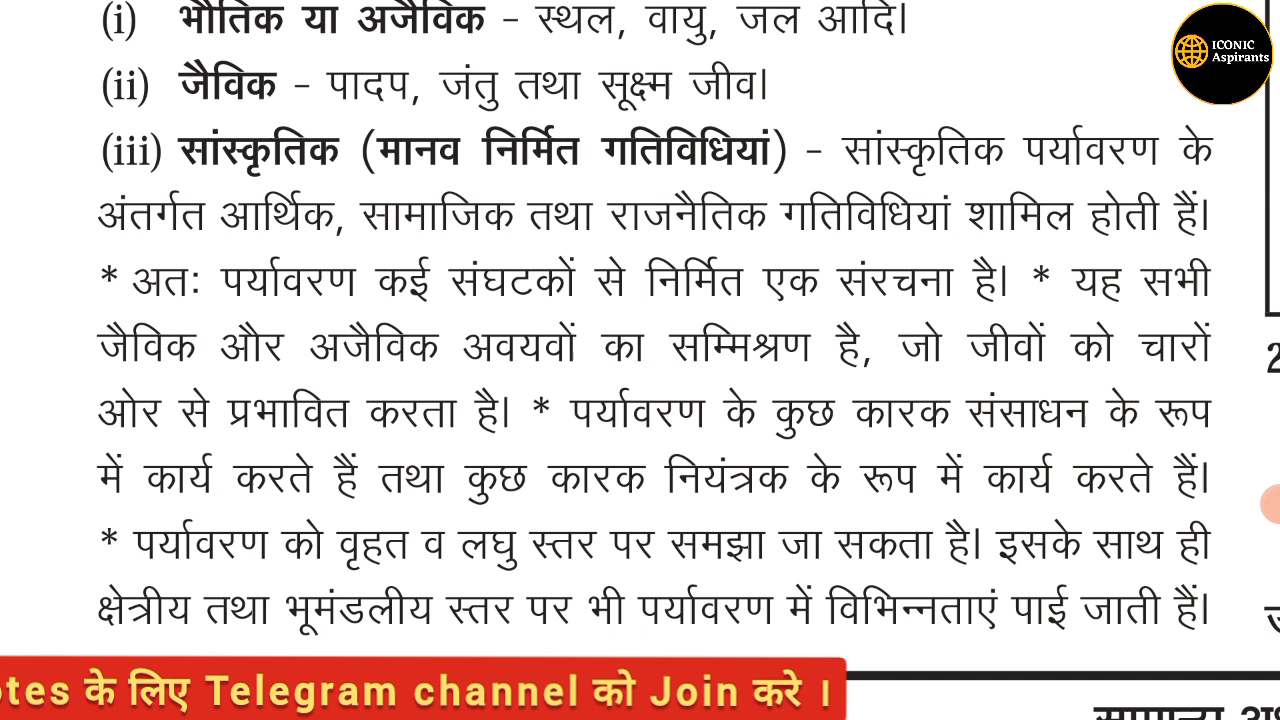 (i) भौतिक या अजैविक – स्थल, वायु, जल आदि।
ICONIC
Aspirants
(ii) जैविक – पादप, जंतु तथा सूक्ष्म जीव।
(iii) सांस्कृतिक (मानव निर्मित गतिविधियां) – सांस्कृतिक पर्यावरण के
अंतर्गत आर्थिक, सामाजिक तथा राजनैतिक गतिविधियां शामिल होती हैं।
* अतः पर्यावरण कई संघटकों से निर्मित एक संरचना है। * यह सभी
जैविक और अजैविक अवयवों का सम्मिश्रण है, जो जीवों को चारों
ओर से प्रभावित करता है। * पर्यावरण के कुछ कारक संसाधन के रूप
में कार्य करते हैं तथा कुछ कारक नियंत्रक के रूप में कार्य करते हैं।
* पर्यावरण को वृहत व लघु स्तर पर समझा जा सकता है। इसके साथ ही
क्षेत्रीय तथा भूमंडलीय स्तर पर भी पर्यावरण में विभिन्नताएं पाई जाती हैं।
के लिए Telegram channel को Join करे ।